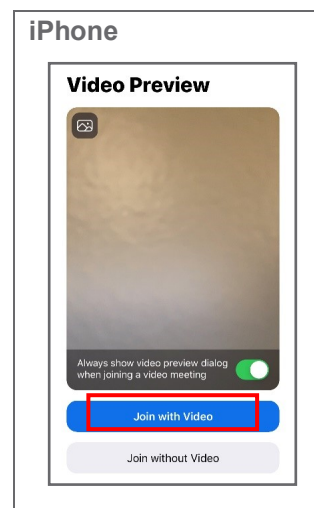 iPhone
Video Preview
Always show video preview dialog
when joining a video meeting
Join with Video
Join without Video